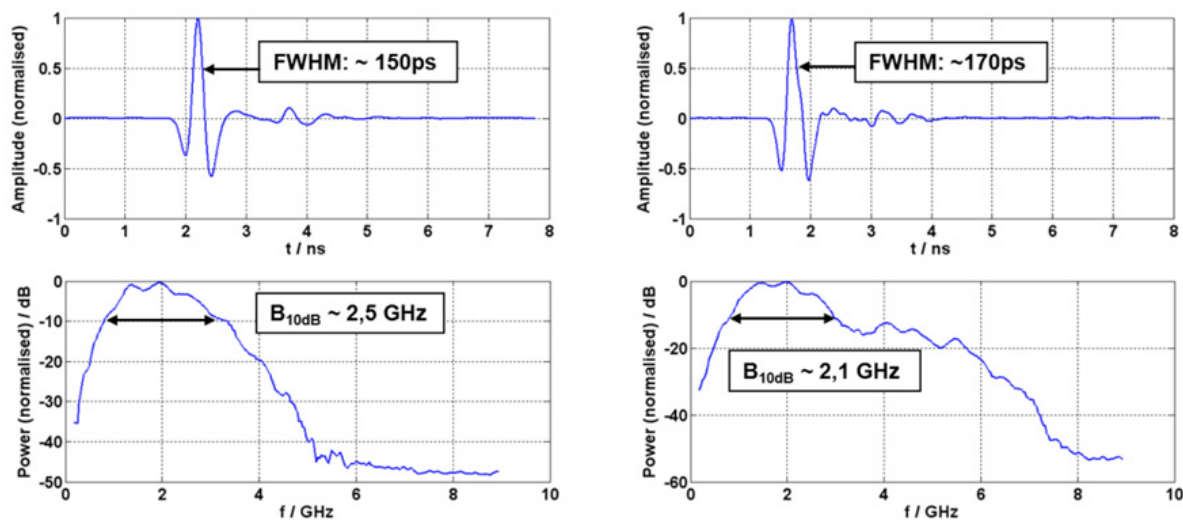 Amplitude (normalised)
1
0.5
0
-0.5
-1
FWHM: ~ 150ps
0 1 2 3 4 5 6 7 8
t / ns
Amplitude (normalised)
1
0.5
0
-0.5
-1
FWHM: ~170ps
0 1 2 3 4 5 6 7 8
t / ns
Power (normalised) / dB
0
-10
-20
-30
-40
-50
B10dB ~ 2,5 GHz
0 2 4 6 8 10
f / GHz
Power (normalised) / dB
0
-20
-40
-60
B10dB ~ 2,1 GHz
0 2 4 6 8 10
f / GHz